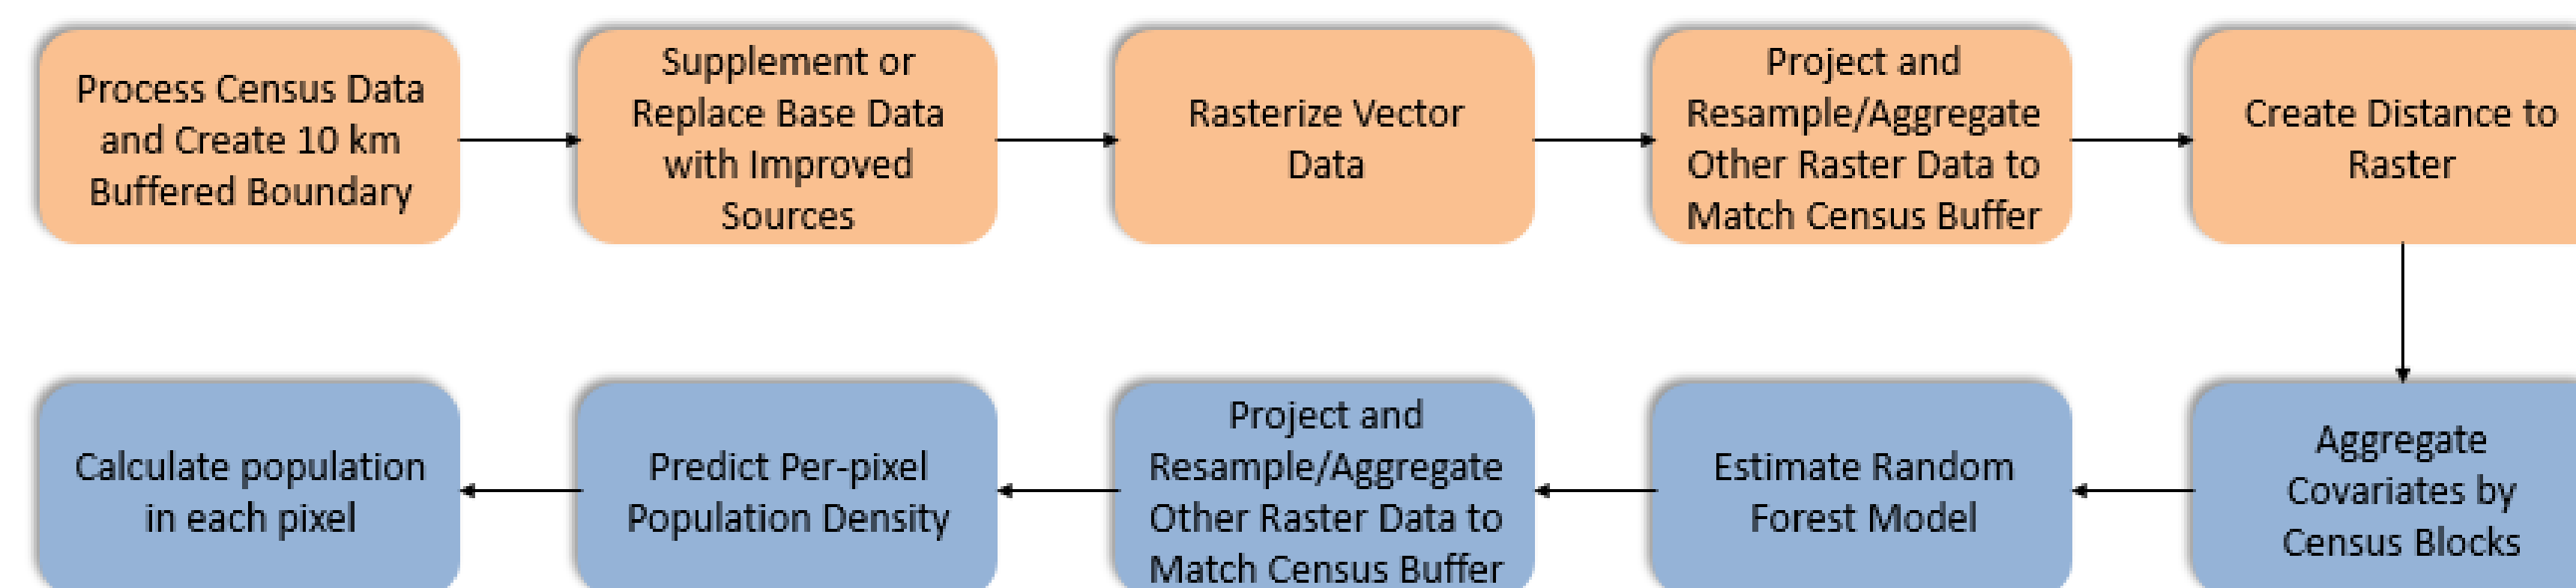 Process Census Data
and Create 10 km
Buffered Boundary
Supplement or
Replace Base Data
with Improved
Sources
Rasterize Vector
Data
Project and
Resample/Aggregate
Other Raster Data to
Match Census Buffer
Create Distance to
Raster
Aggregate
Covariates by
Census Blocks
Estimate Random
Forest Model
Project and
Resample/Aggregate
Other Raster Data to
Match Census Buffer
Predict Per-pixel
Population Density
Calculate population
in each pixel